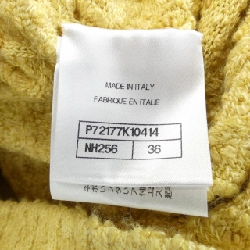 MADE IN ITALY
FABRIQUE EN ITALIE
P72177K10414
NH256 36